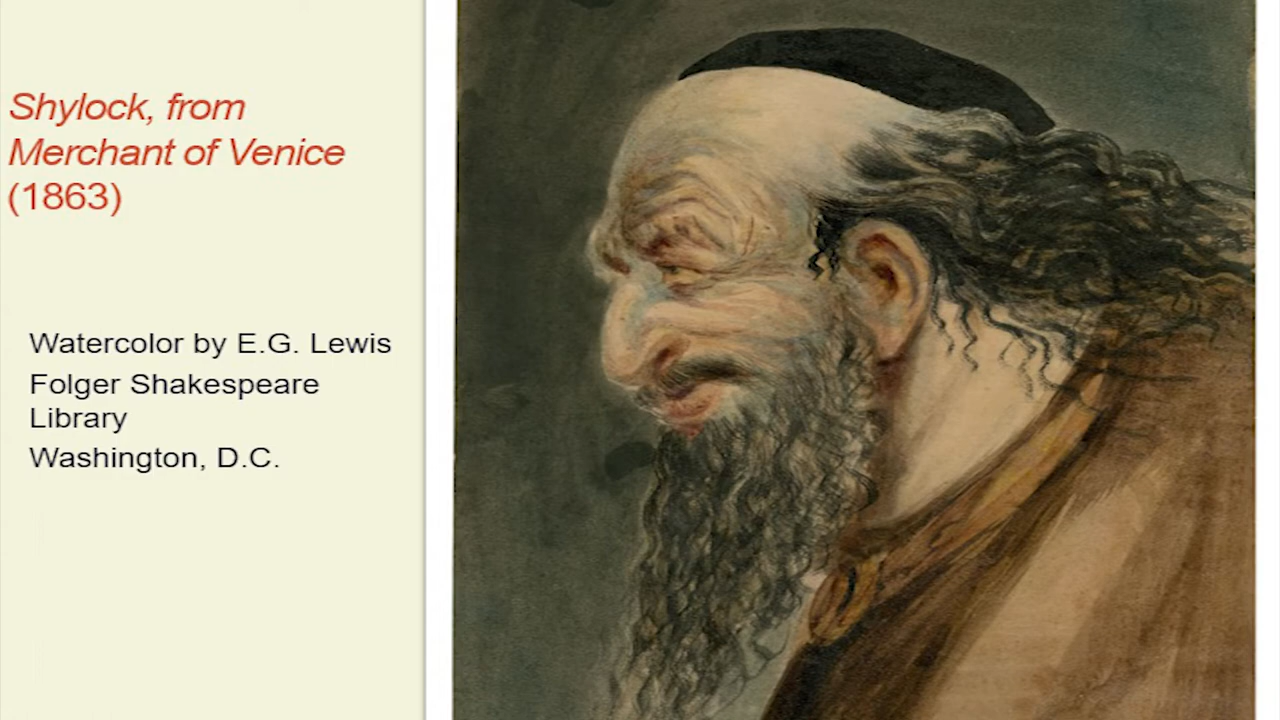 Shylock, from
Merchant of Venice
(1863)
Watercolor by E.G. Lewis
Folger Shakespeare
Library
Washington, D.C.